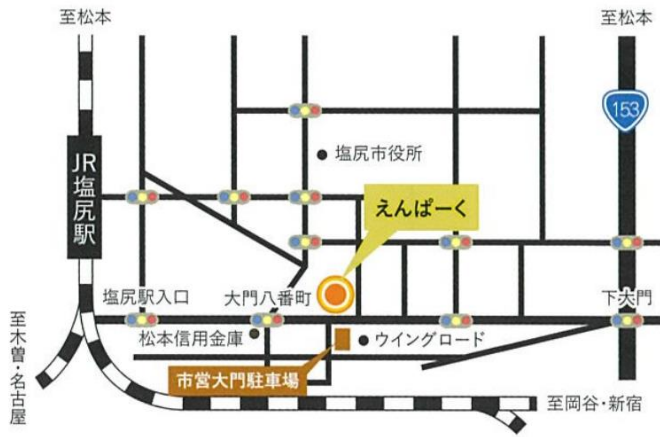 至松本
至松本
153
塩尻市役所
JR塩尻駅
えんぱーく
塩尻駅入口
大門八番町
下大門
松本信用金庫
ウイングロード
市営大門駐車場
至木曽・名古屋
至岡谷・新宿